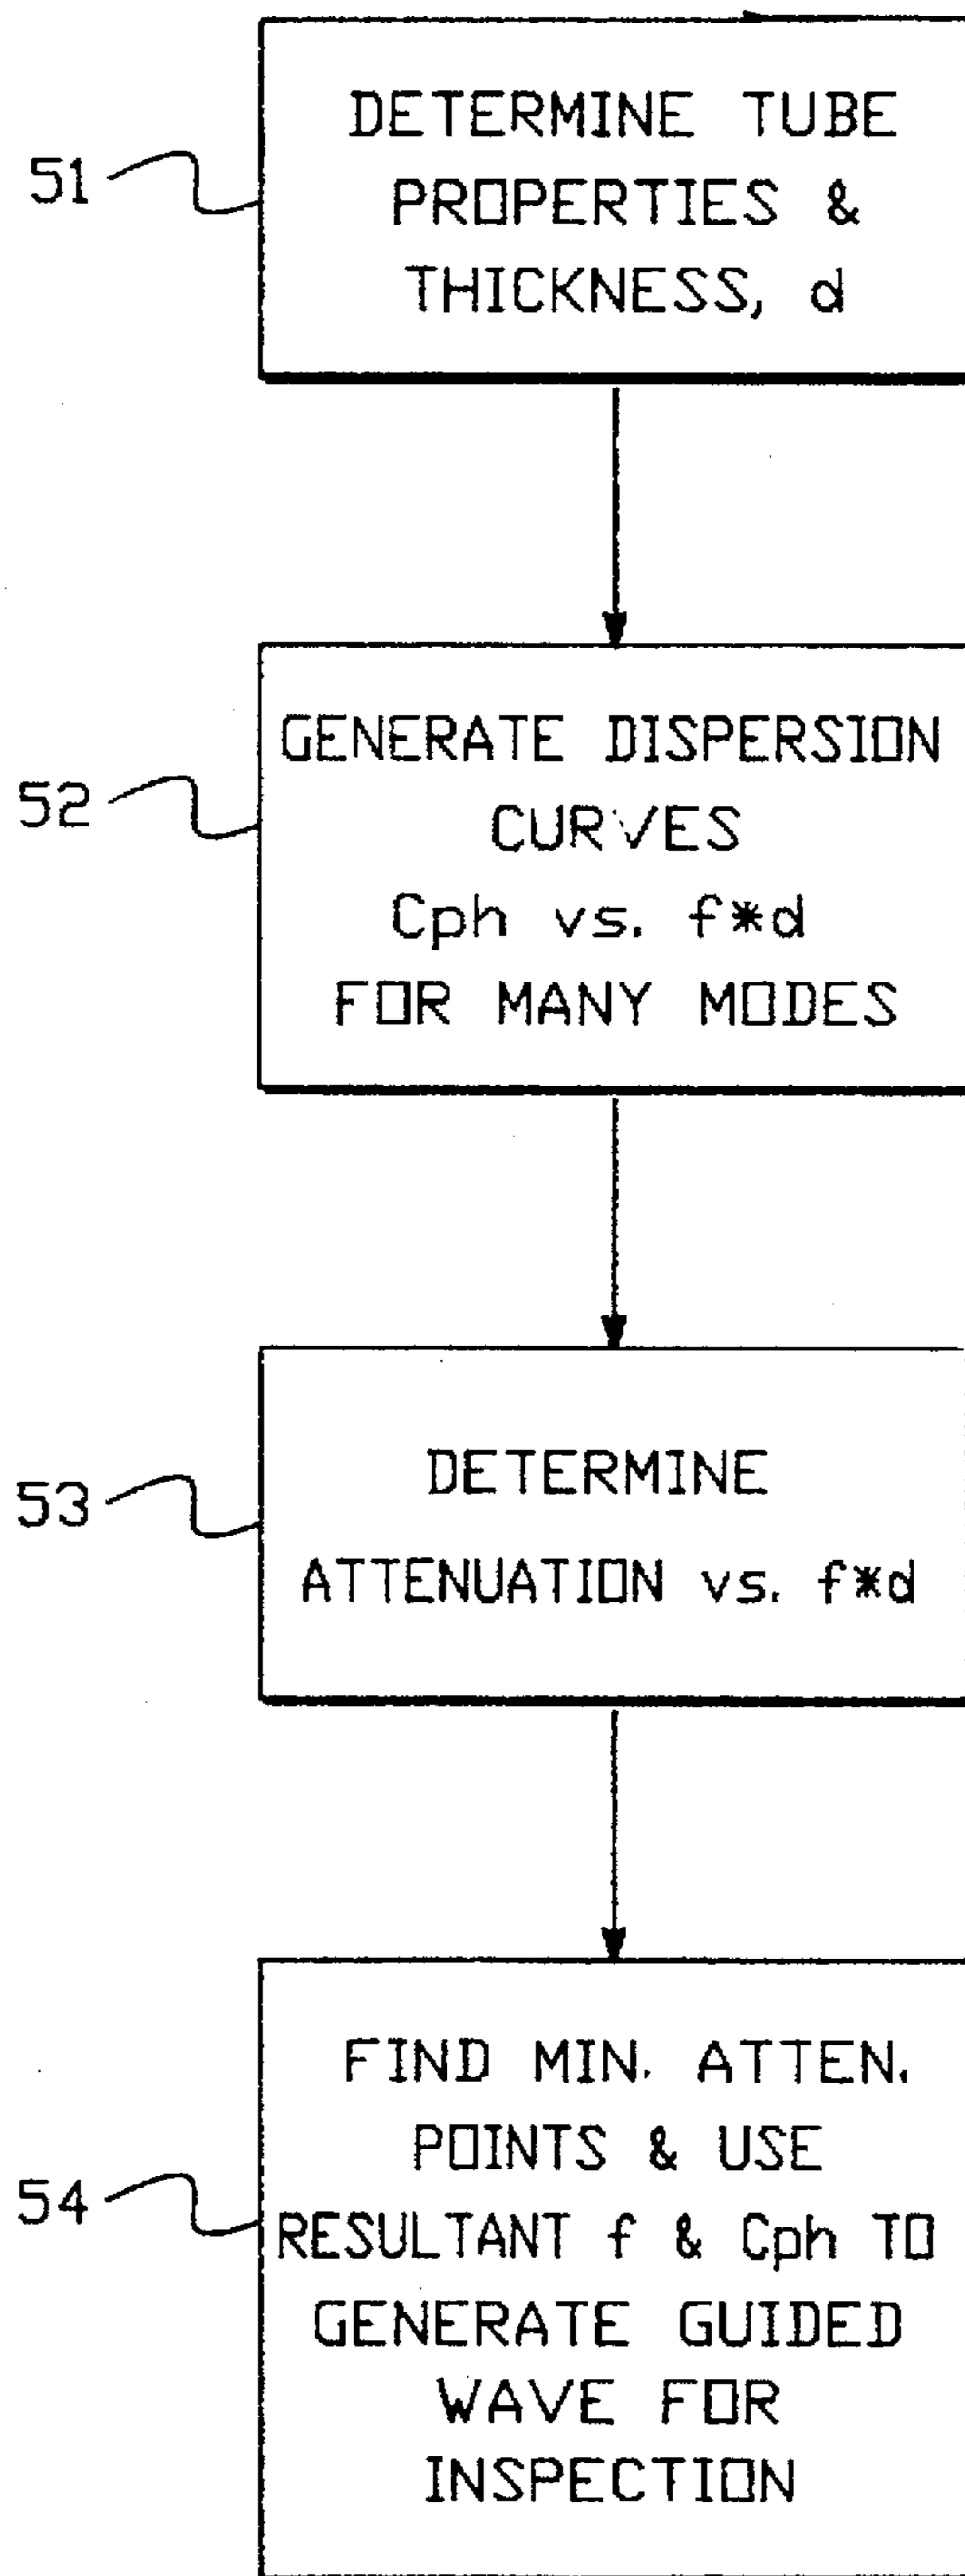 DETERMINE TUBE
PROPERTIES &
THICKNESS, d
51
GENERATE DISPERSION
CURVES
Cph vs. f*d
FOR MANY MODES
52
DETERMINE
ATTENUATION vs. f*d
53
FIND MIN. ATTEN.
POINTS & USE
RESULTANT f & Cph TO
GENERATE GUIDED
WAVE FOR
INSPECTION
54